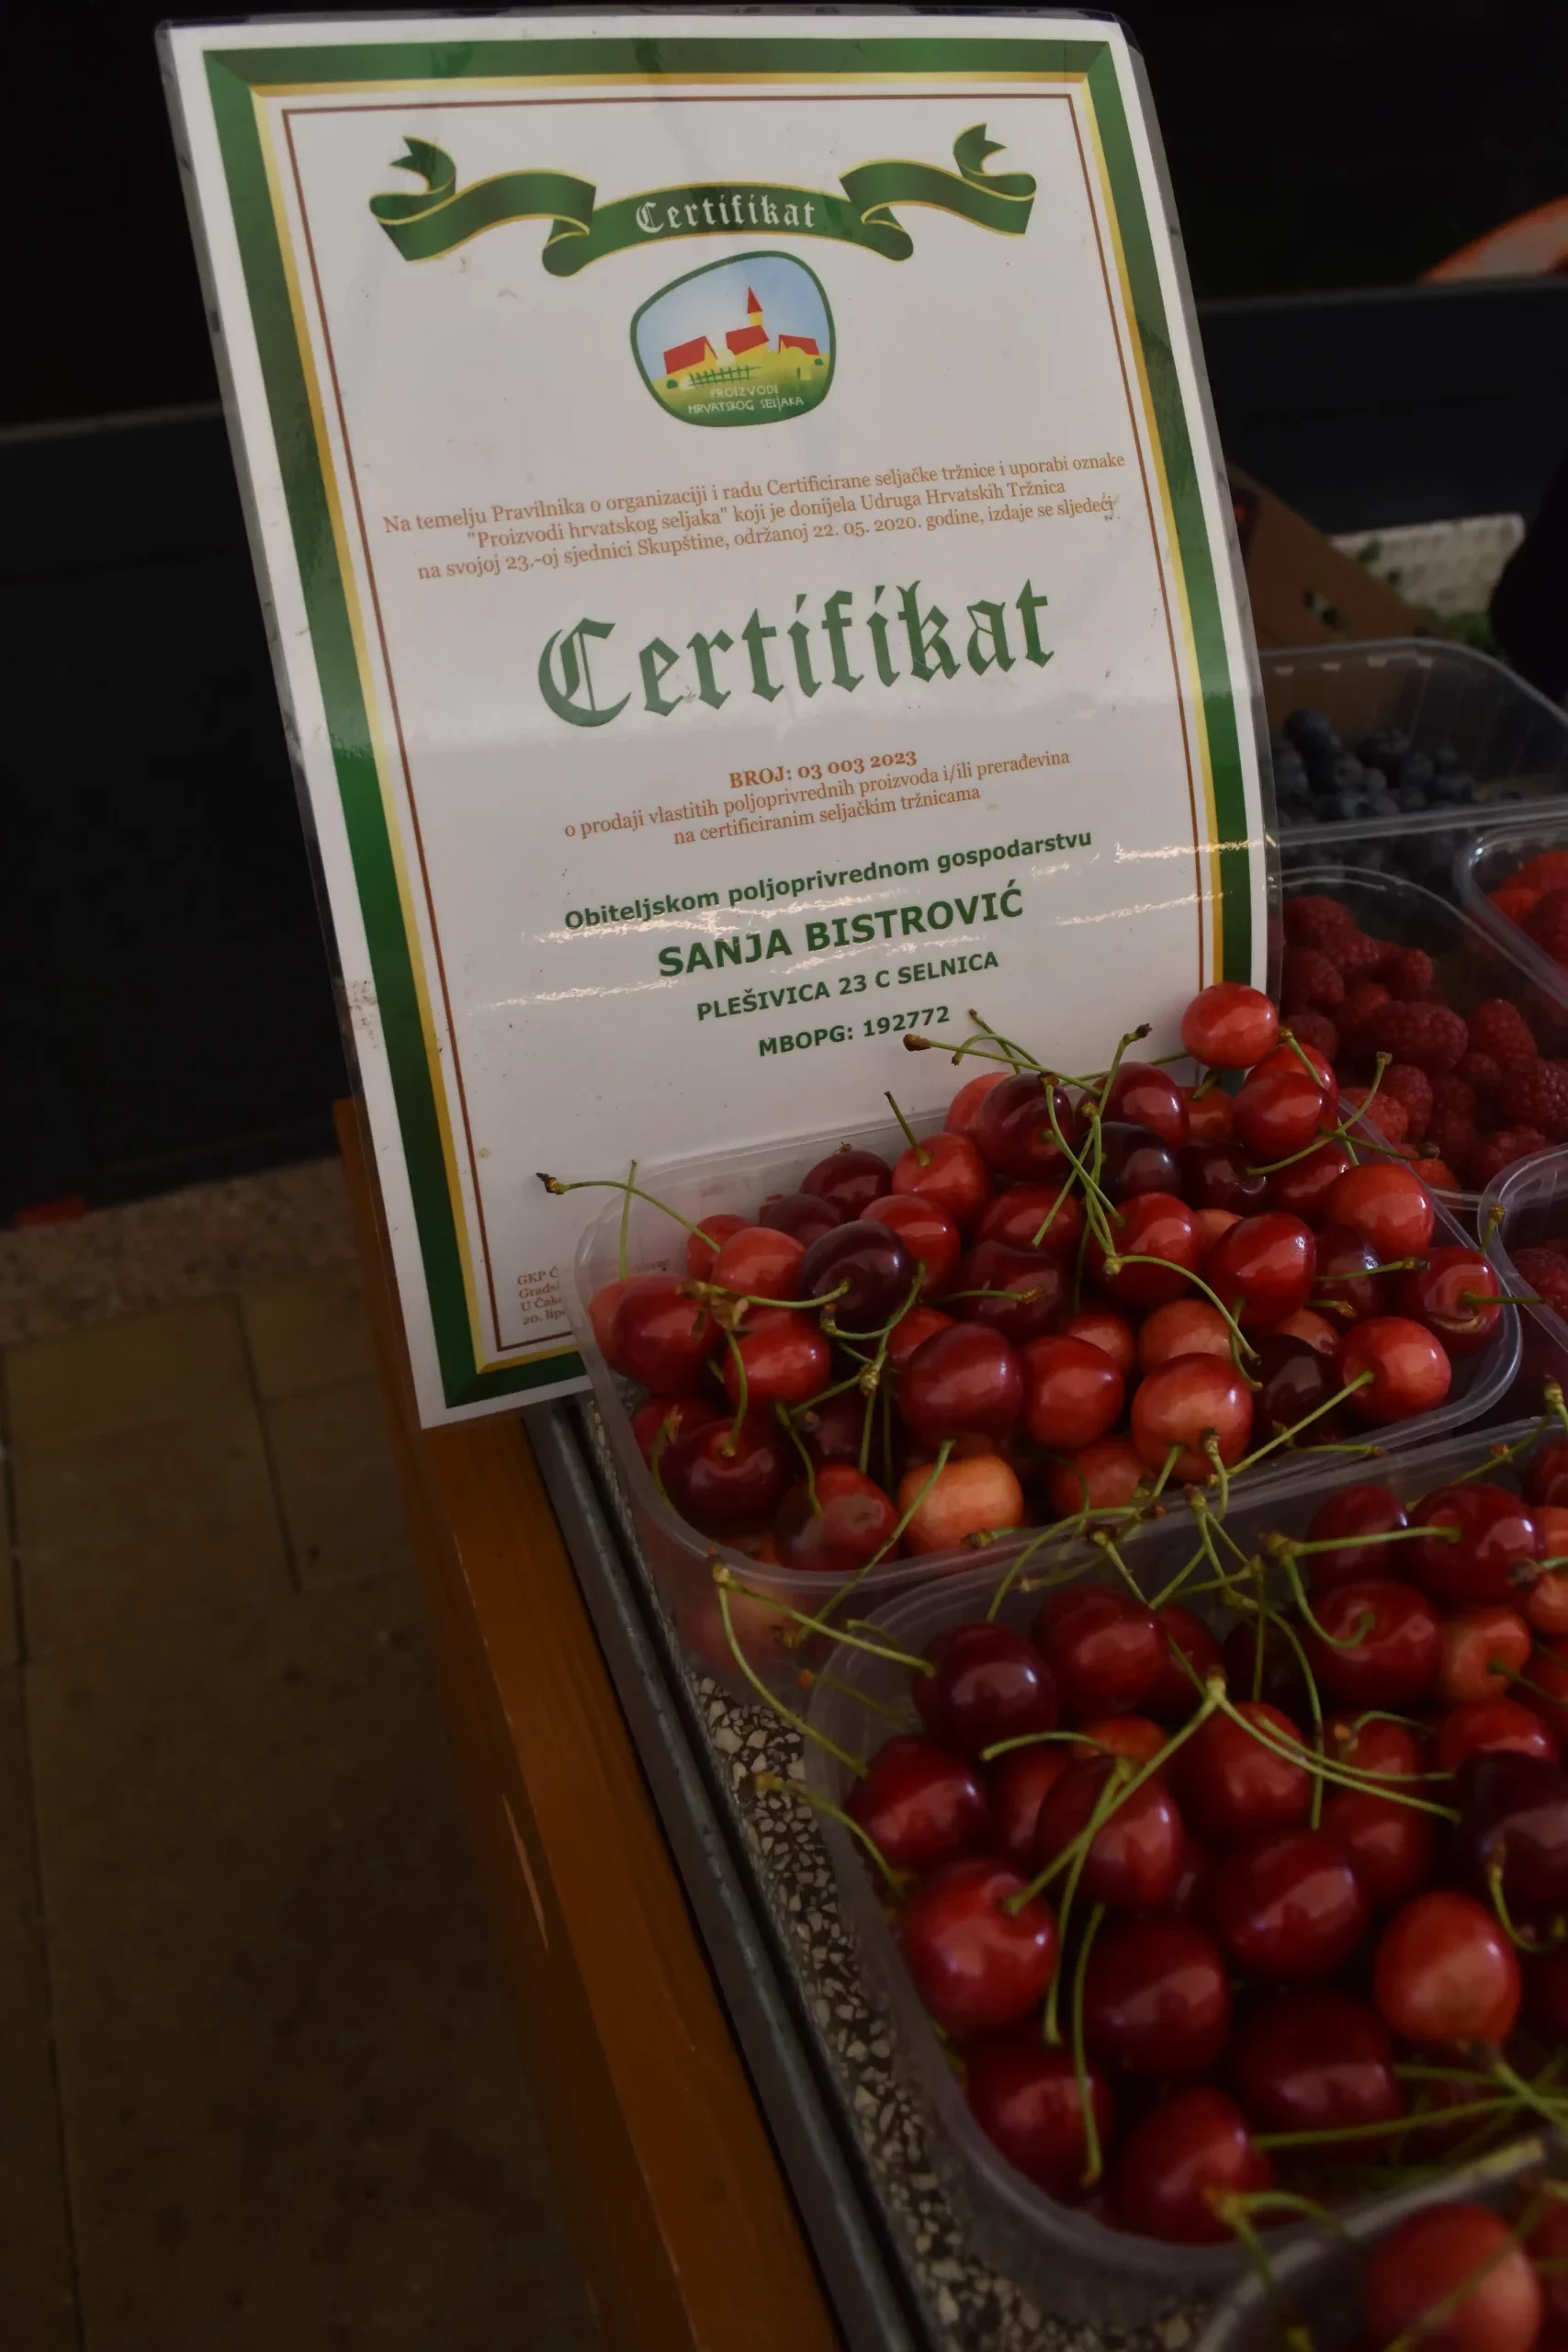 Certifikat
PROIZVODI
HRVATSKOG SELJAKA
Na temelju Pravilnika o organizaciji i radu Certificirane seljačke tržnice i uporabi oznake
"Proizvodi hrvatskog seljaka" koji je donijela Udruga Hrvatskih Tržnica
na svojoj 23.-oj sjednici Skupštine, održanoj 22. 05. 2020. godine, izdaje se sljedeći
Certifikat
BROJ: 03 003 2023
o prodaji vlastitih poljoprivrednih proizvoda i/ili prerađevina
na certificiranim seljačkim tržnicama
Obiteljskom poljoprivrednom gospodarstvu
SANJA BISTROVIĆ
PLEŠIVICA 23 C SELNICA
MBOPG: 192772
GKP
U
20.